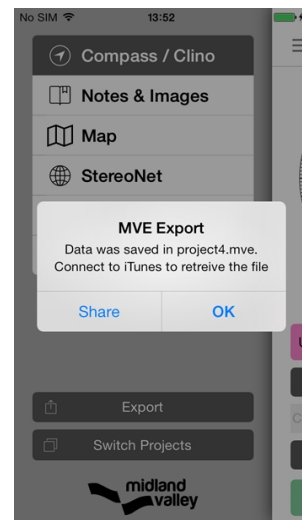 No SIM 13:52
Compass / Clino
Notes & Images
Map
StereoNet
MVE Export
Data was saved in project4.mve.
Connect to iTunes to retreive the file
Share OK
Export
Switch Projects
midland
valley